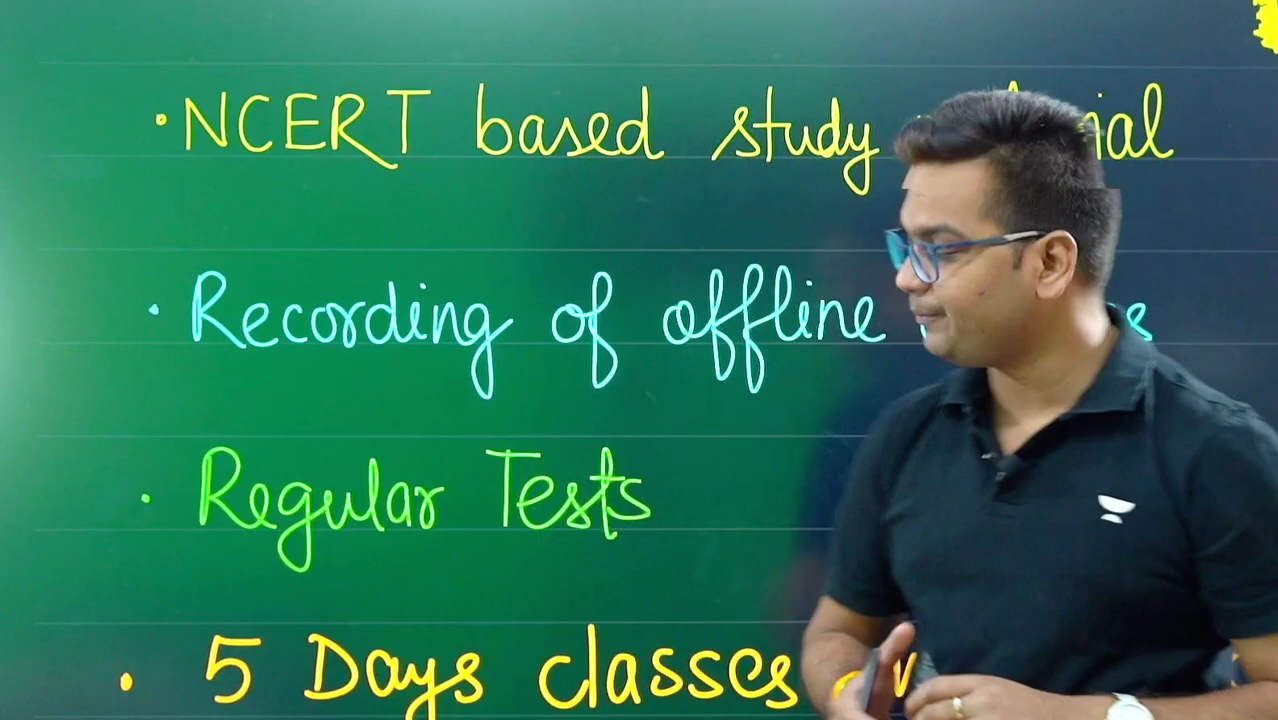 • NCERT based study
• Recording of offline
• Regular Tests
• 5 Days classes